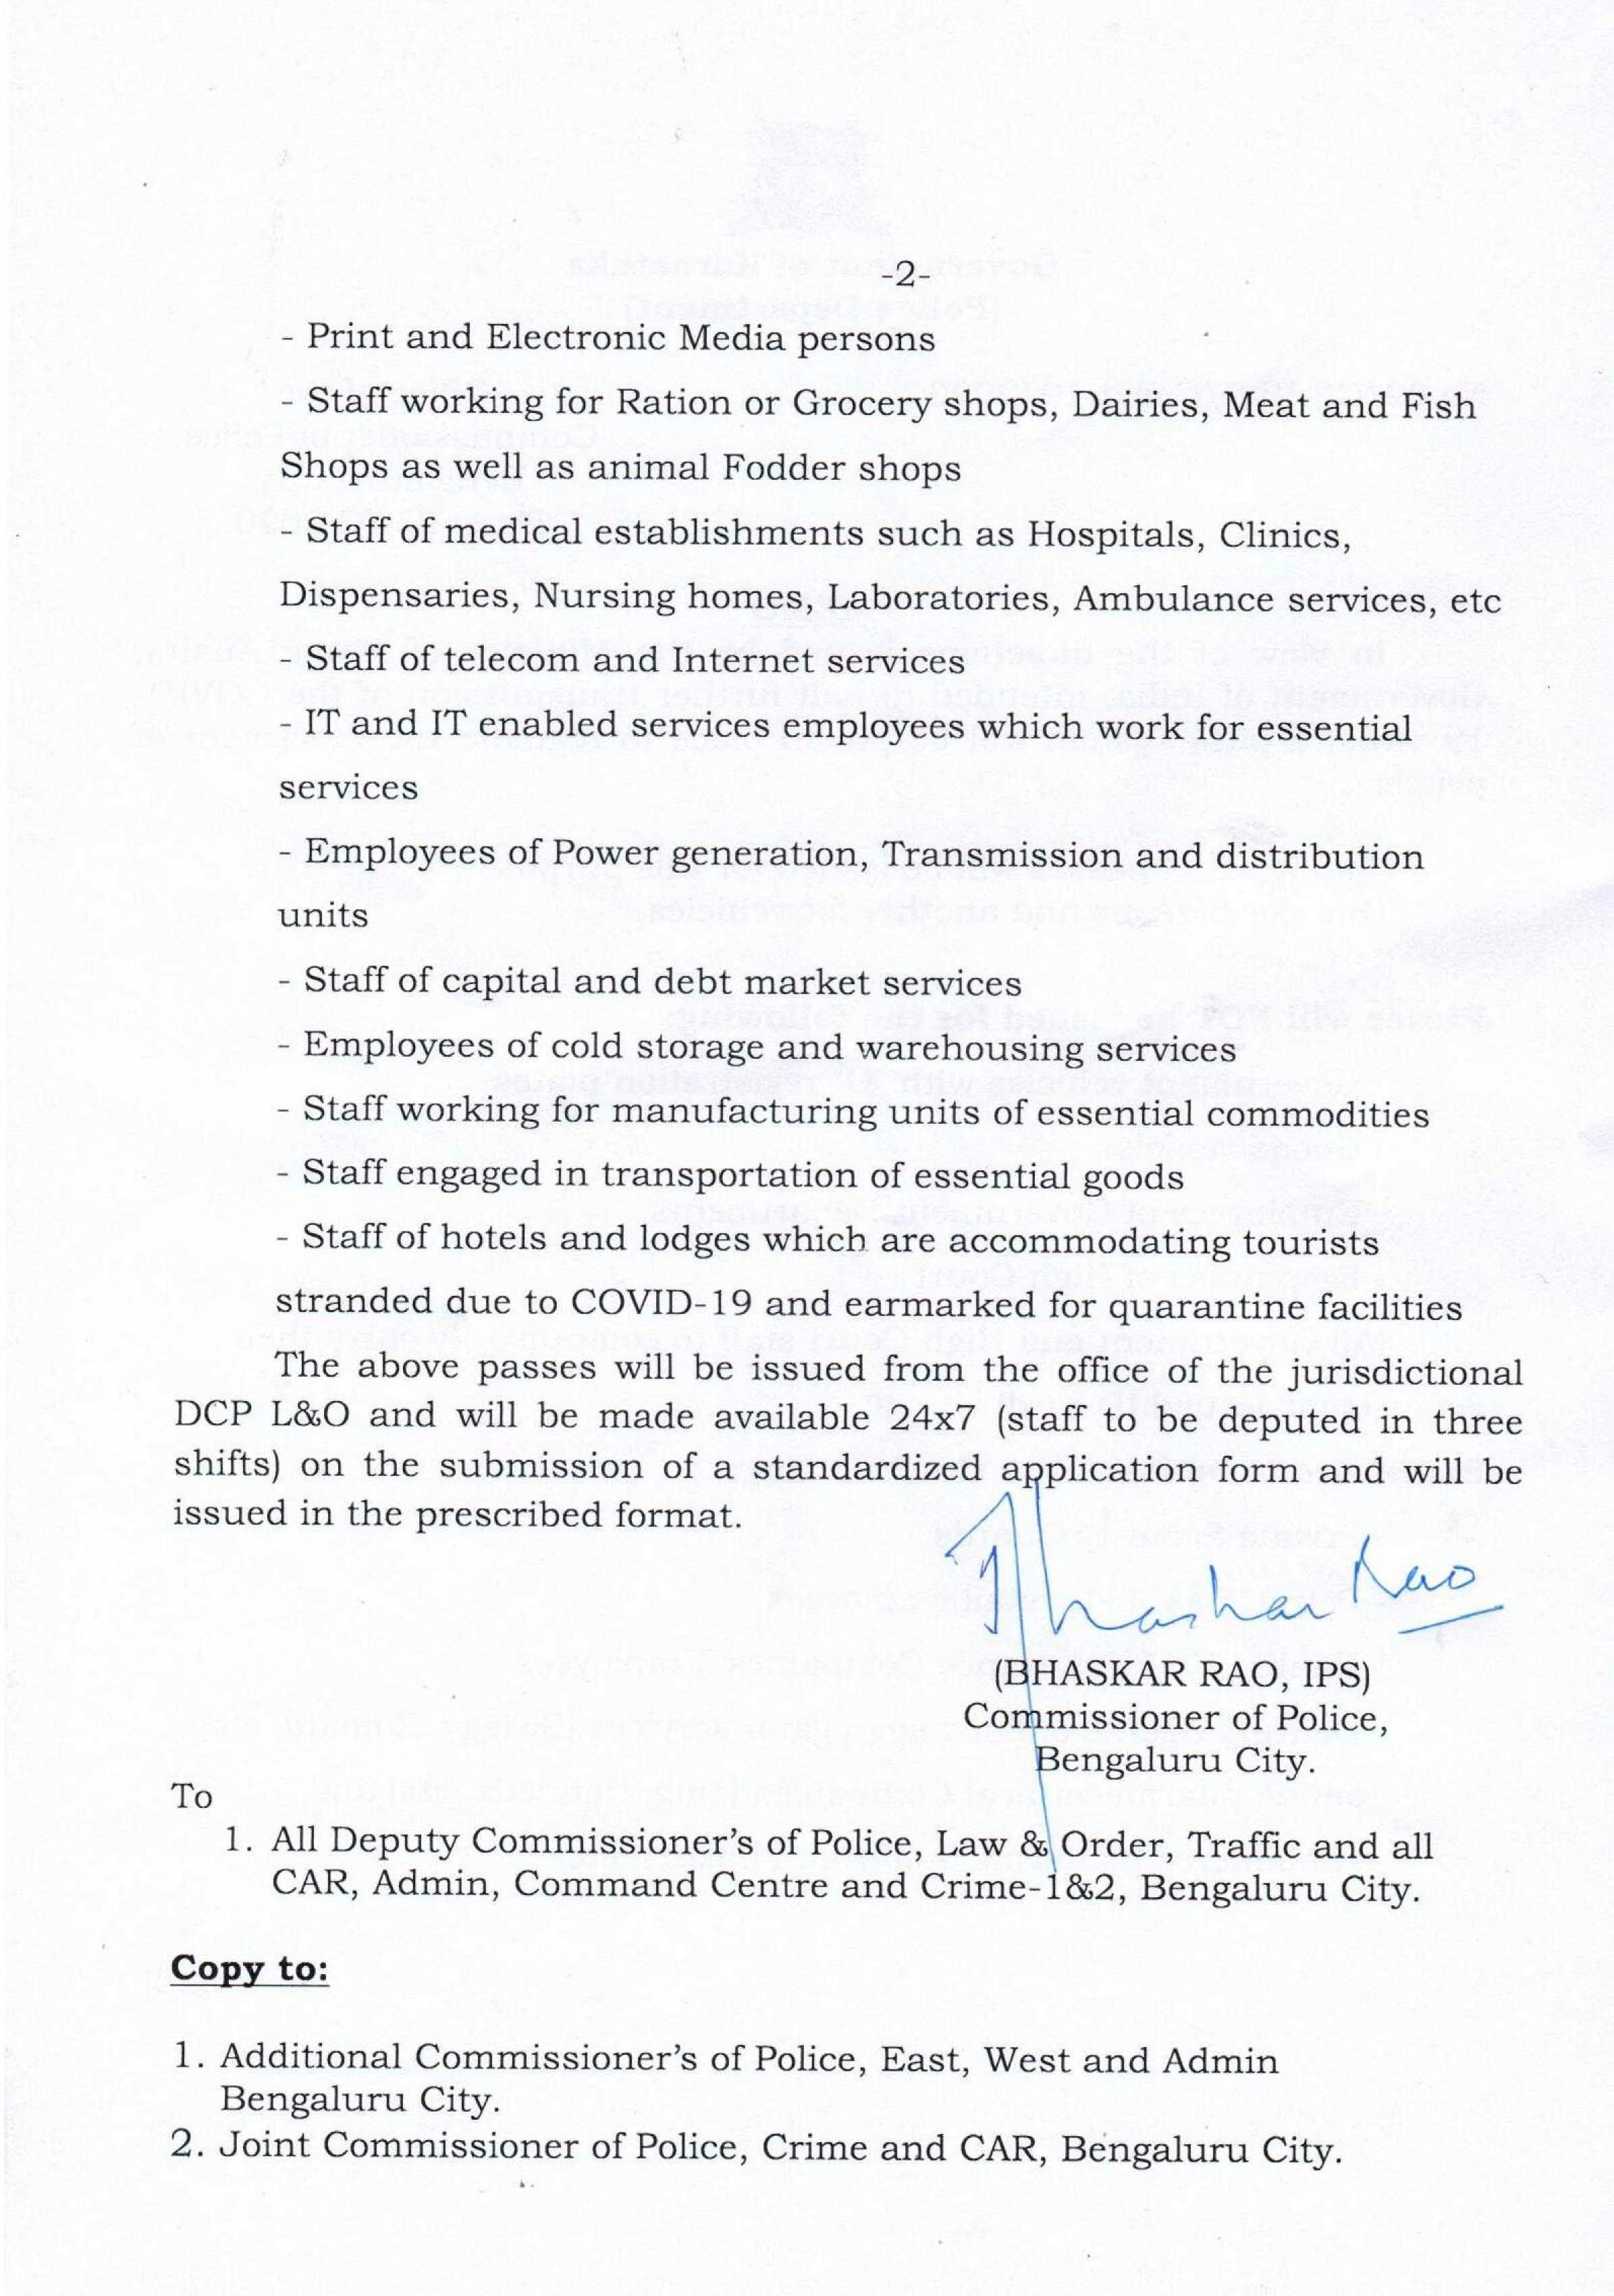 -2-
- Print and Electronic Media persons
- Staff working for Ration or Grocery shops, Dairies, Meat and Fish
Shops as well as animal Fodder shops
- Staff of medical establishments such as Hospitals, Clinics,
Dispensaries, Nursing homes, Laboratories, Ambulance services, etc
- Staff of telecom and Internet services
- IT and IT enabled services employees which work for essential
services
- Employees of Power generation, Transmission and distribution
units
- Staff of capital and debt market services
- Employees of cold storage and warehousing services
- Staff working for manufacturing units of essential commodities
- Staff engaged in transportation of essential goods
- Staff of hotels and lodges which are accommodating tourists
stranded due to COVID-19 and earmarked for quarantine facilities
The above passes will be issued from the office of the jurisdictional
DCP L&O and will be made available 24x7 (staff to be deputed in three
shifts) on the submission of a standardized application form and will be
issued in the prescribed format.
Bhaskar Rao
(BHASKAR RAO, IPS)
Commissioner of Police,
Bengaluru City.
To
1. All Deputy Commissioner's of Police, Law & Order, Traffic and all
CAR, Admin, Command Centre and Crime-1&2, Bengaluru City.
Copy to:
1. Additional Commissioner's of Police, East, West and Admin
Bengaluru City.
2. Joint Commissioner of Police, Crime and CAR, Bengaluru City.